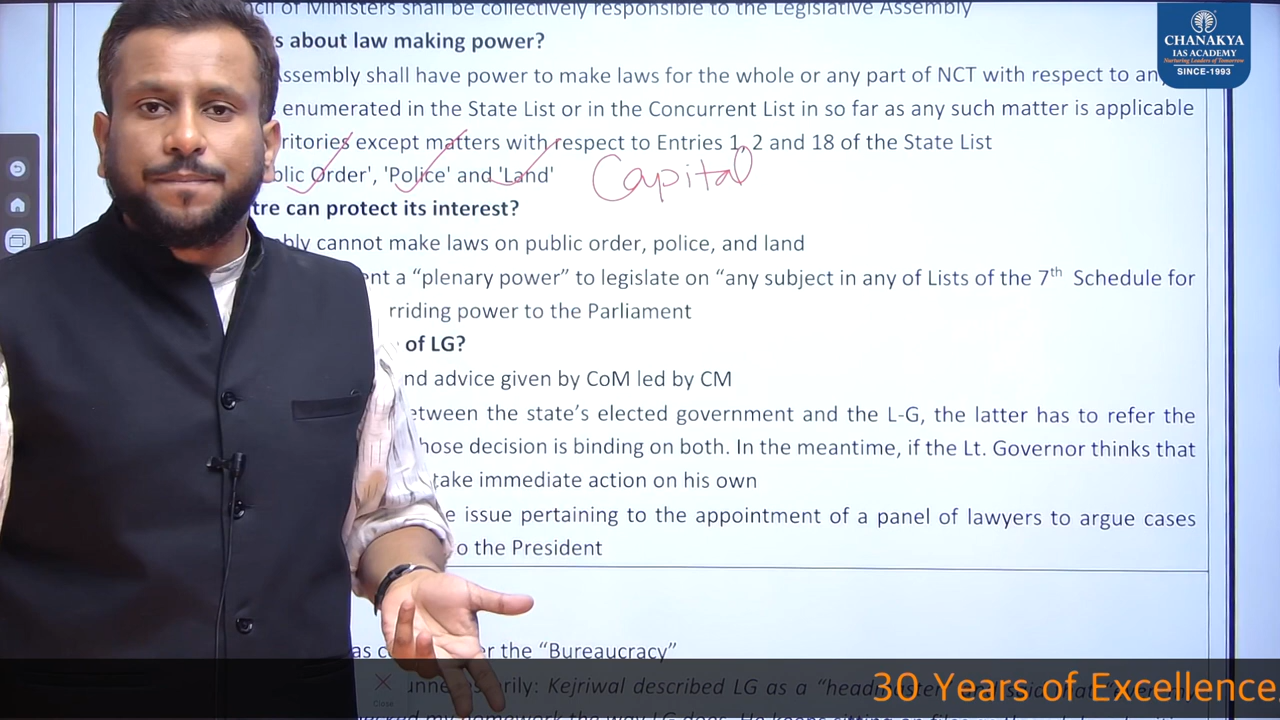 cil of Ministers shall be collectively responsible to the Legislative Assembly
s about law making power?
Assembly shall have power to make laws for the whole or any part of NCT with respect to any
enumerated in the State List or in the Concurrent List in so far as any such matter is applicable
ritories except matters with respect to Entries 1, 2 and 18 of the State List
blic Order', 'Police' and 'Land'
Capital
tre can protect its interest?
bly cannot make laws on public order, police, and land
ent a “plenary power” to legislate on “any subject in any of Lists of the 7th Schedule for
rriding power to the Parliament
of LG?
nd advice given by CoM led by CM
etween the state’s elected government and the L-G, the latter has to refer the
hose decision is binding on both. In the meantime, if the Lt. Governor thinks that
take immediate action on his own
e issue pertaining to the appointment of a panel of lawyers to argue cases
o the President
er the “Bureaucracy”
rily: Kejriwal described LG as a
Close
CHANAKYA
IAS ACADEMY
Nurturing Leaders of Tomorrow
SINCE-1993
30 Years of Excellence